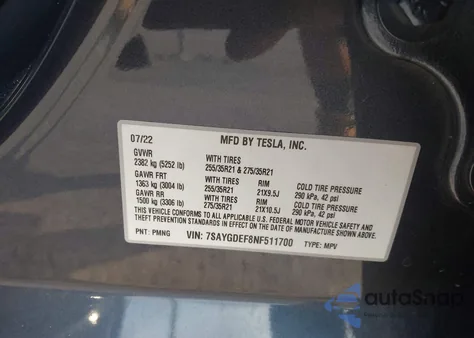 07/22 MFD BY TESLA, INC.
GVWR
2382 kg (5252 lb) WITH TIRES 255/35R21 & 275/35R21
GAWR FRT WITH TIRES RIM COLD TIRE PRESSURE
1363 kg (3004 lb) 255/35R21 21X9.5J 290 kPa, 42 psi
GAWR RR WITH TIRES RIM COLD TIRE PRESSURE
1500 kg (3306 lb) 275/35R21 21X10.5J 290 kPa, 42 psi
THIS VEHICLE CONFORMS TO ALL APPLICABLE U.S. FEDERAL MOTOR VEHICLE SAFETY
AND THEFT PREVENTION STANDARDS IN EFFECT ON THE DATE OF MANUFACTURE SHOWN ABOVE.
PNT: PMNG VIN: 7SAYGDEF8NF511700 TYPE: MPV
autoSnap